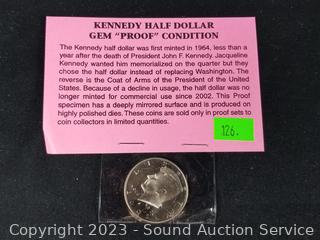 KENNEDY HALF DOLLAR
GEM "PROOF" CONDITION
The Kennedy half dollar was first minted in 1964, less than a
year after the death of President John F. Kennedy. Jacqueline
Kennedy wanted him memorialized on the quarter but they
chose the half dollar instead of replacing Washington. The
reverse is the Coat of Arms of the President of the United
States. Because of a decline in usage, the half dollar was no
longer minted for commercial use since 2002. This Proof
specimen has a deeply mirrored surface and is produced on
highly polished dies. These coins are sold only in proof sets to
coin collectors in limited quantities.
126.
Copyright © 2023 - Sound Auction Service